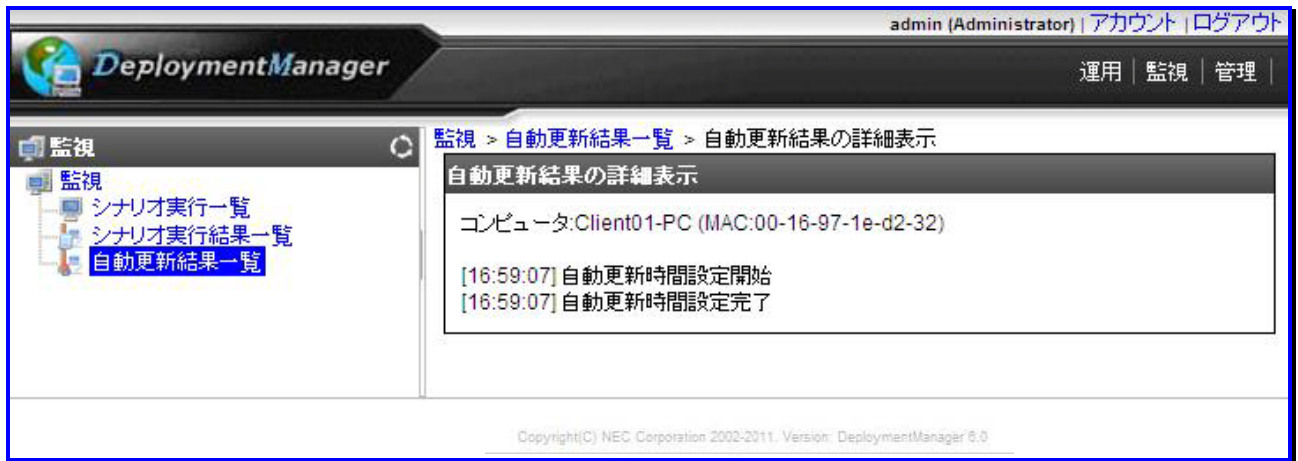 admin (Administrator) | アカウント | ログアウト
DeploymentManager
運用 | 監視 | 管理 |
監視
監視
シナリオ実行一覧
シナリオ実行結果一覧
自動更新結果一覧
監視 > 自動更新結果一覧 > 自動更新結果の詳細表示
自動更新結果の詳細表示
コンピュータ:Client01-PC (MAC:00-16-97-1e-d2-32)
[16:59:07] 自動更新時間設定開始
[16:59:07] 自動更新時間設定完了
Copyright(C) NEC Corporation 2002-2011. Version: DeploymentManager 6.0